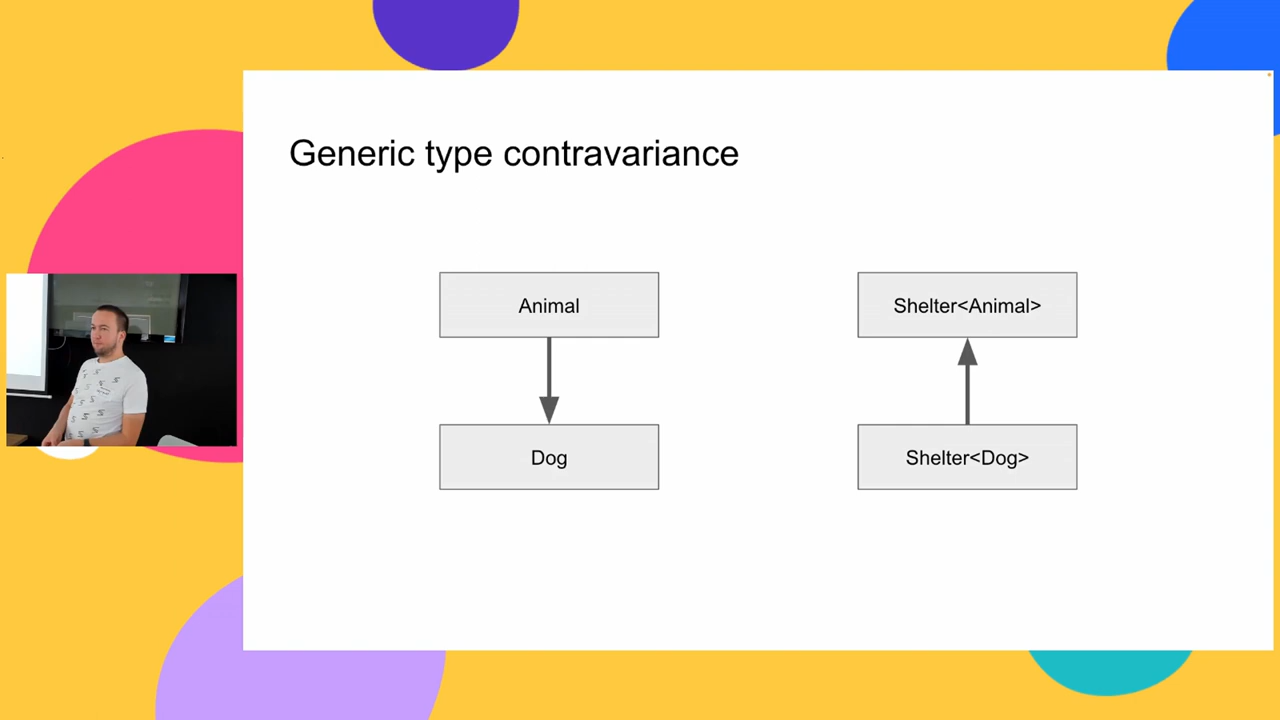 Generic type contravariance
Animal
Shelter<Animal>
Dog
Shelter<Dog>